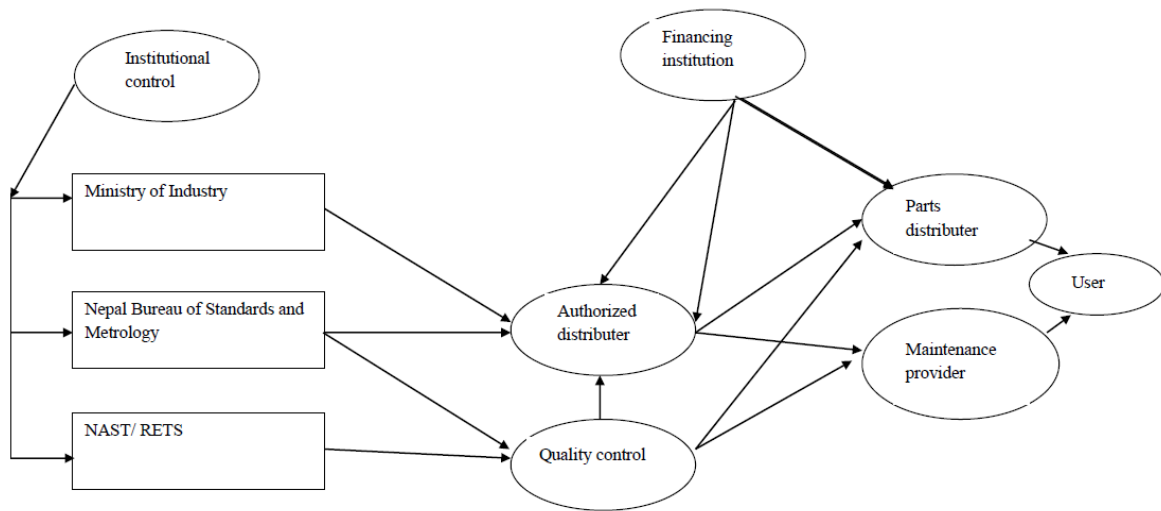 Institutional
control
Financing
institution
Ministry of Industry
Parts
distributer
User
Nepal Bureau of Standards and
Metrology
Authorized
distributer
Maintenance
provider
NAST/ RETS
Quality control